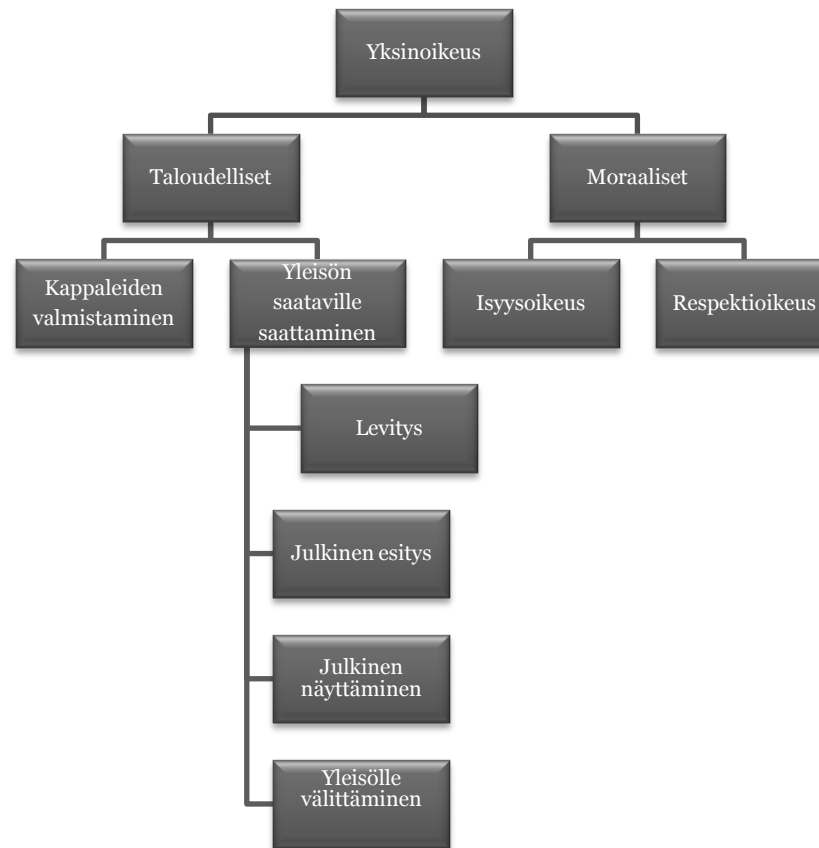 Yksinoikeus
Taloudelliset
Moraaliset
Kappaleiden
valmistaminen
Yleisön
saataville
saattaminen
Isyysoikeus
Respektioikeus
Levitys
Julkinen esitys
Julkinen
näyttäminen
Yleisölle
välittäminen